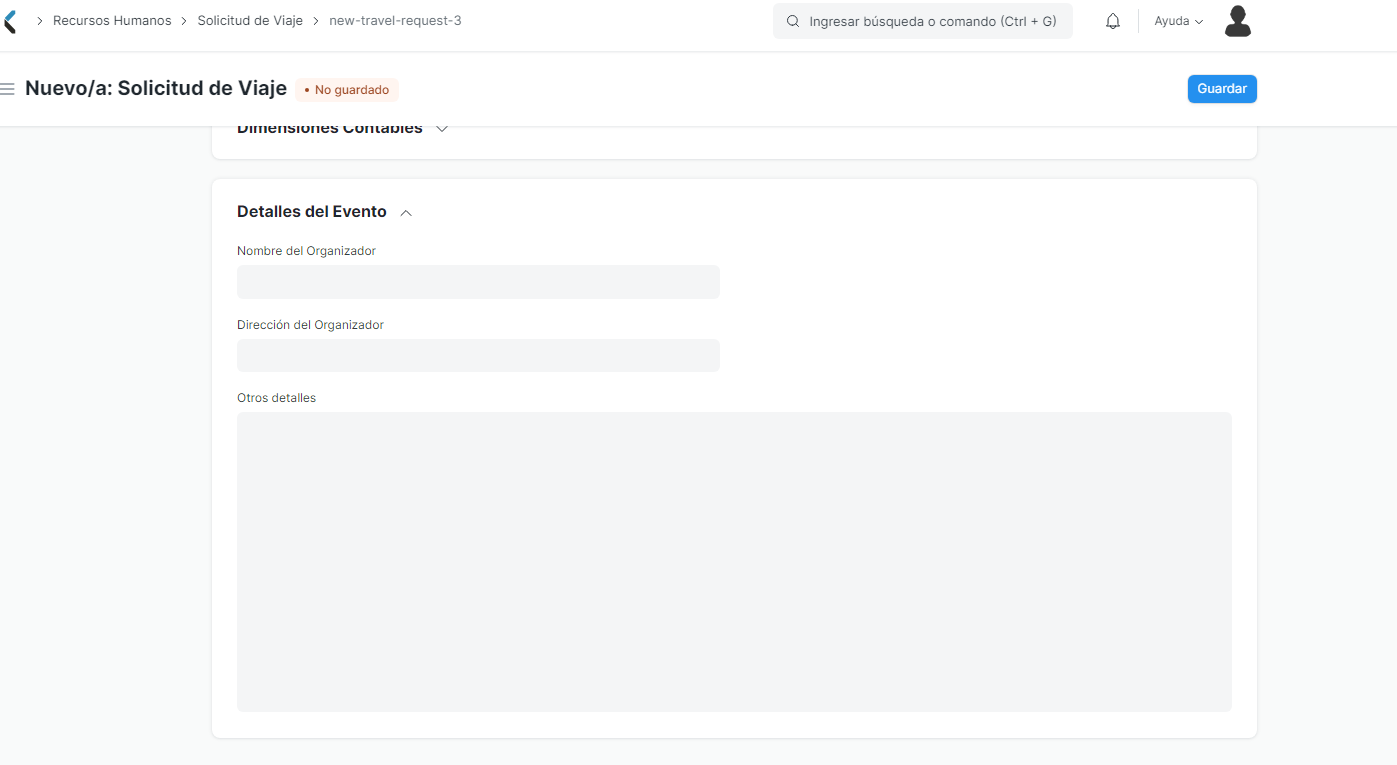 Recursos Humanos > Solicitud de Viaje > new-travel-request-3
Ingresar búsqueda o comando (Ctrl + G)
Ayuda
Nuevo/a: Solicitud de Viaje
• No guardado
Guardar
Dimensiones Contables
Detalles del Evento
Nombre del Organizador
Dirección del Organizador
Otros detalles